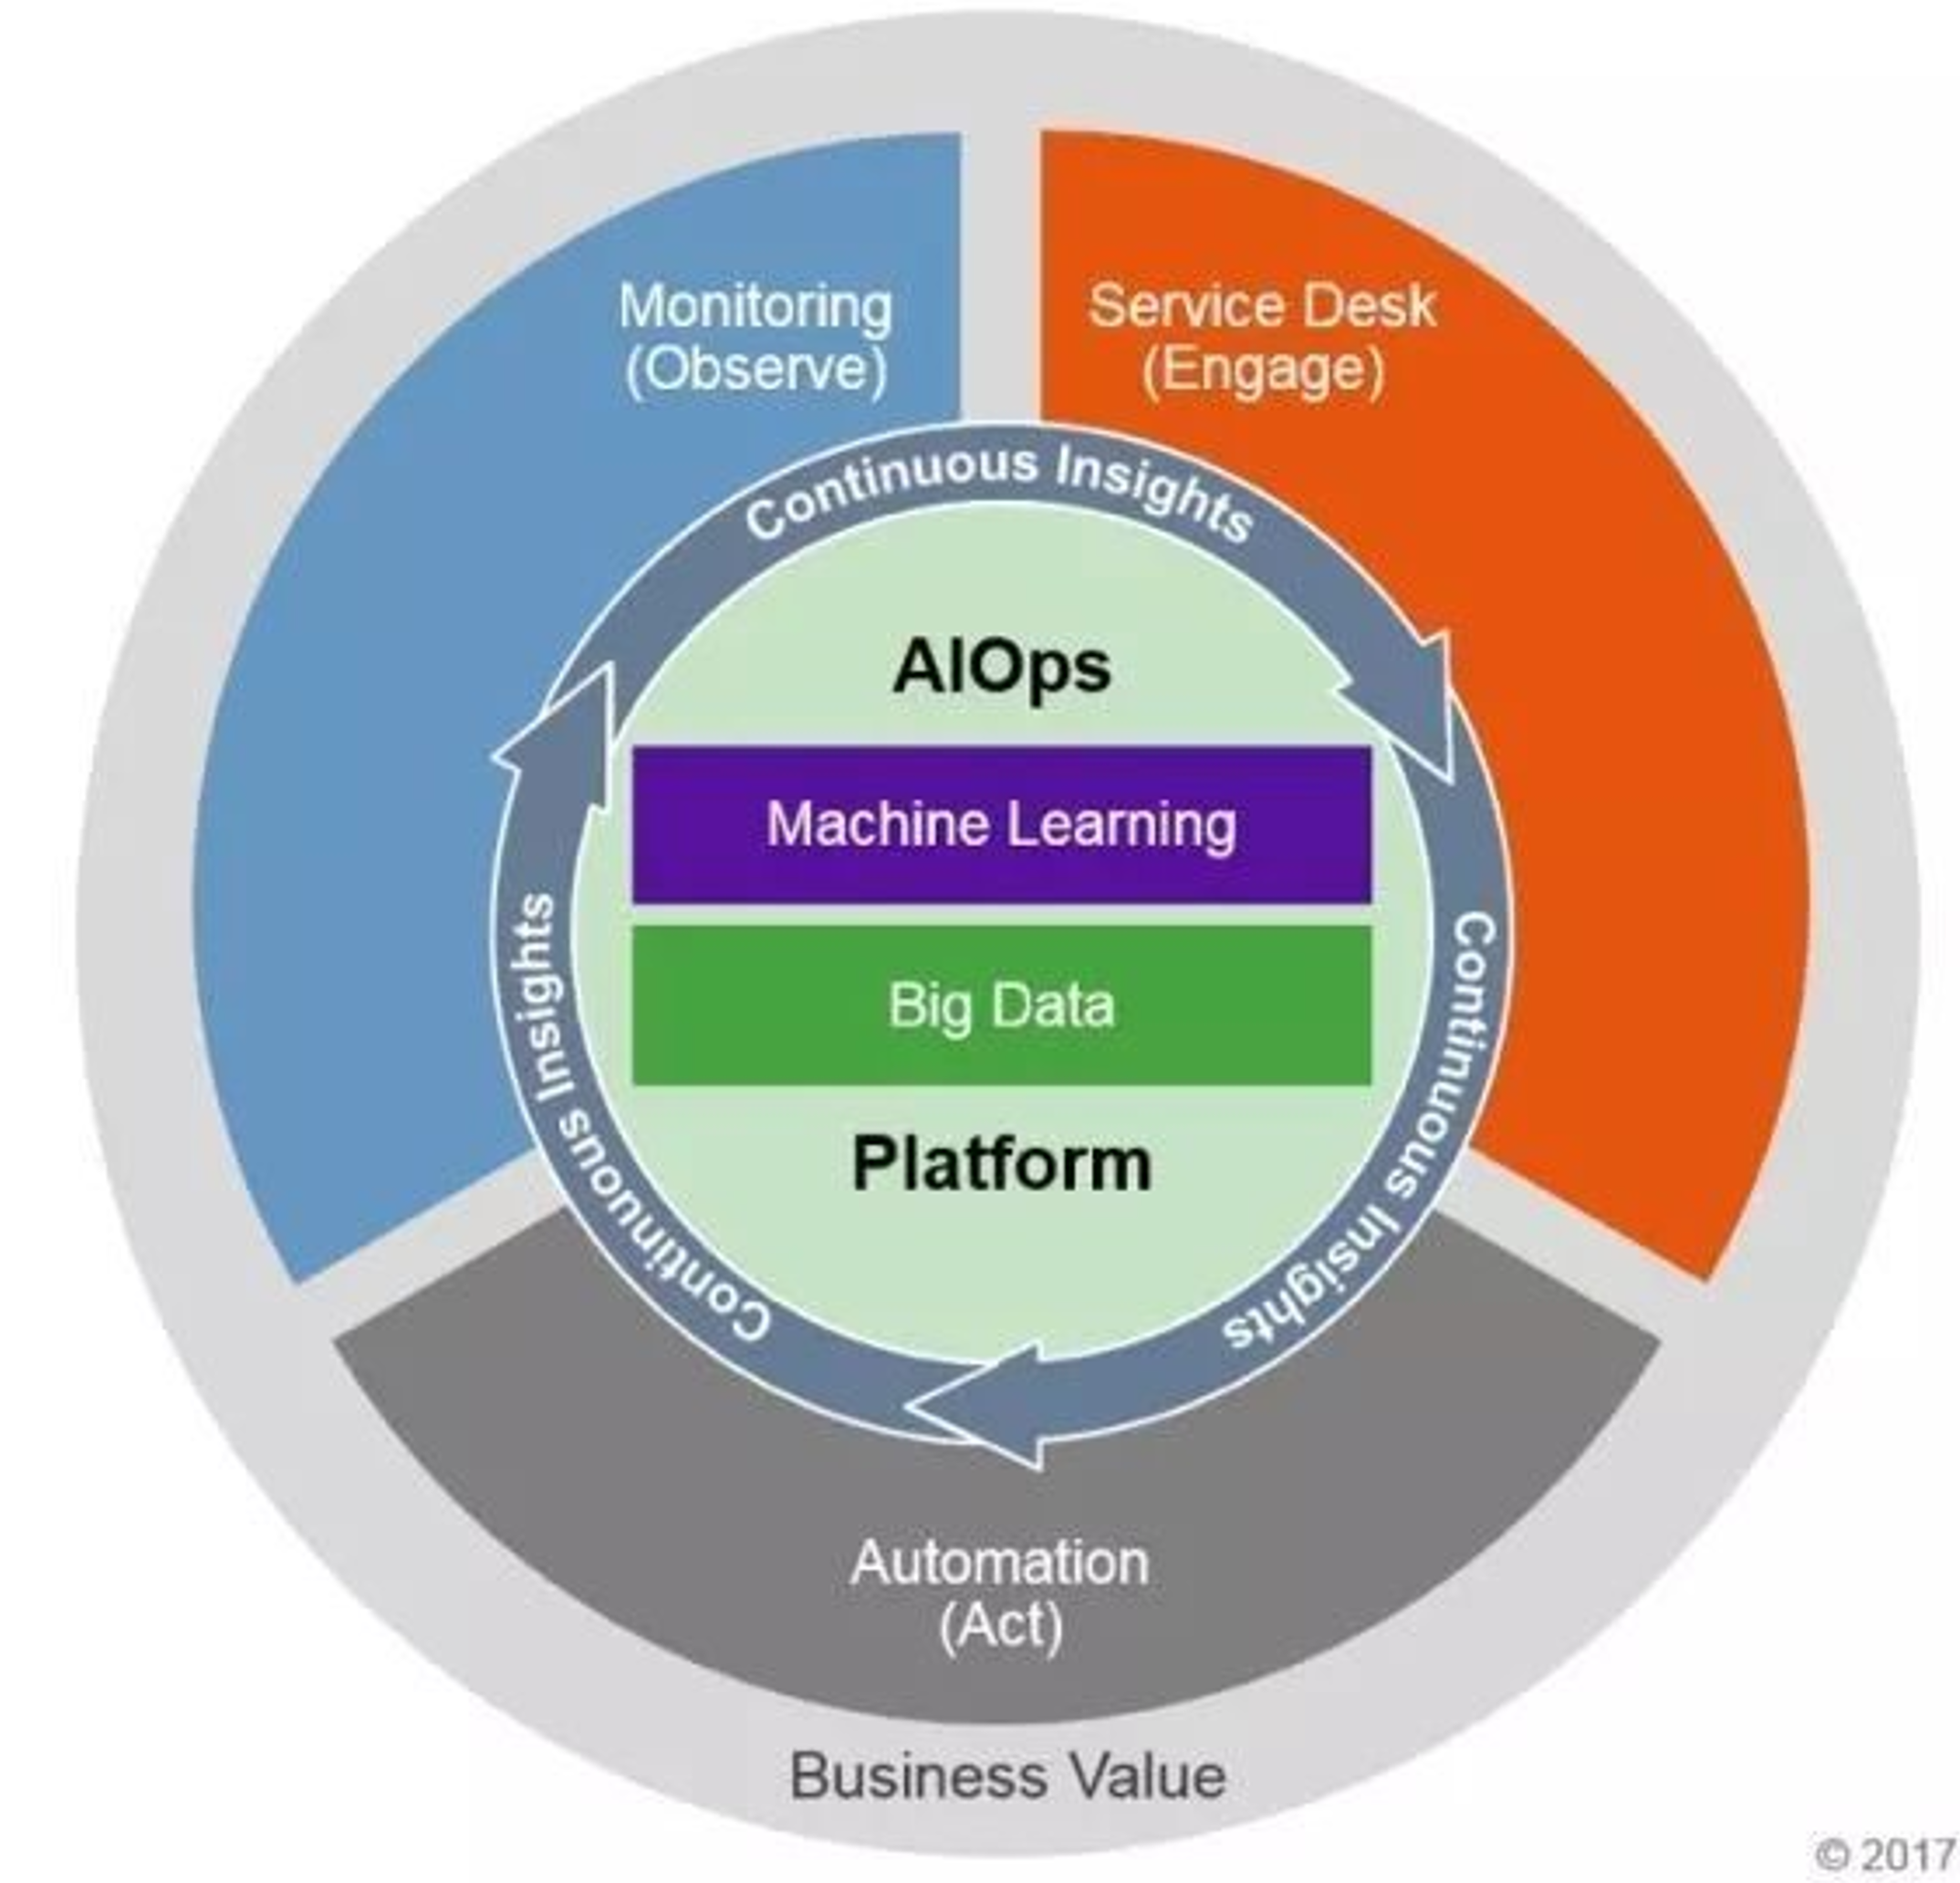 Monitoring
(Observe)
Service Desk
(Engage)
Continuous Insights
AIOps
Machine Learning
Big Data
Platform
Continuous Insights
Continuous Insights
Automation
(Act)
Business Value
© 2017